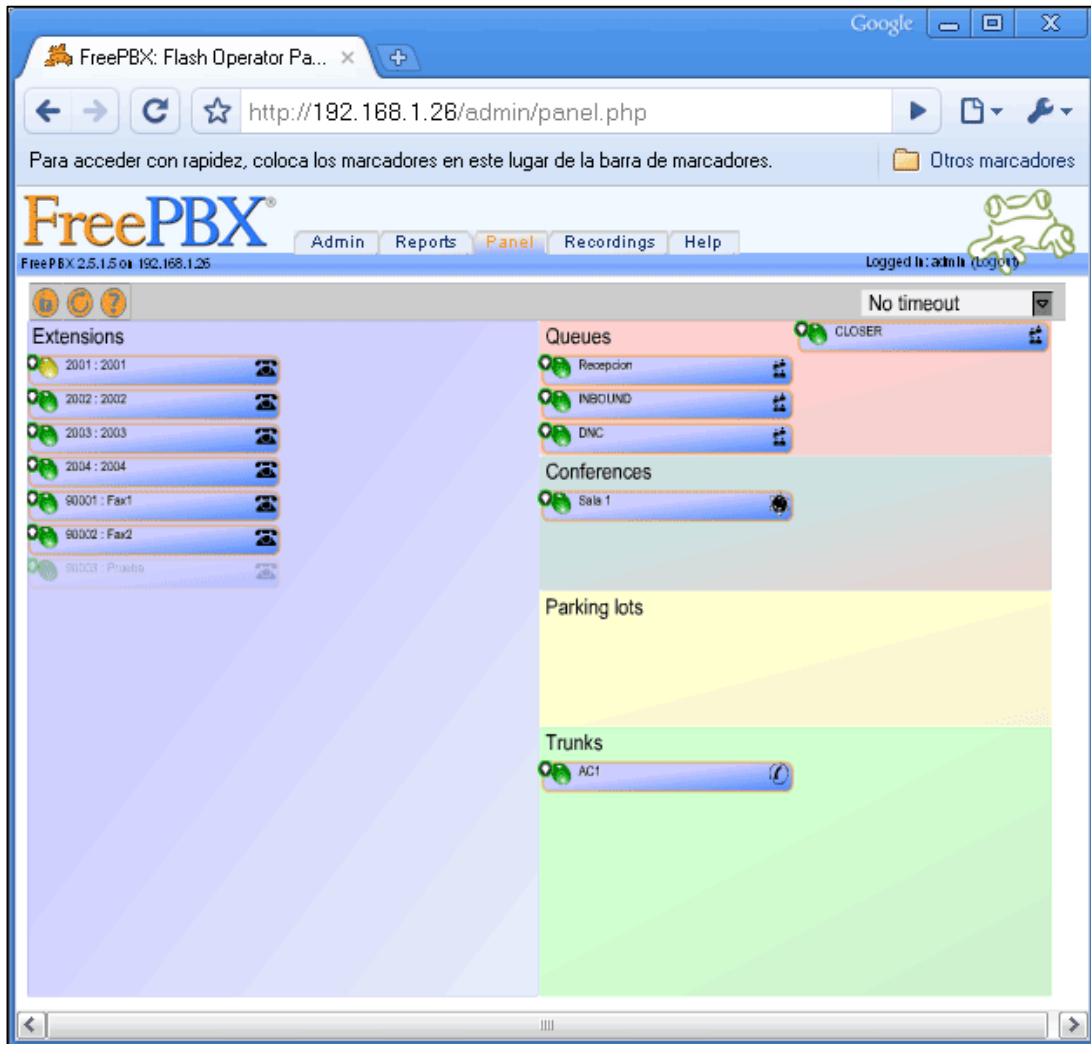 Google
FreePBX: Flash Operator Pa...
http://192.168.1.26/admin/panel.php
Para acceder con rapidez, coloca los marcadores en este lugar de la barra de marcadores.
Otros marcadores
FreePBX®
Admin Reports Panel Recordings Help
FreePBX 2.5.1.5 on 192.168.1.26
Logged in: admin (Logout)
No timeout
Extensions
2001 : 2001
2002 : 2002
2003 : 2003
2004 : 2004
90001 : Fax1
90002 : Fax2
90003 : Prueba
Queues
Recepcion
INBOUND
DNC
CLOSER
Conferences
Sala 1
Parking lots
Trunks
AC1